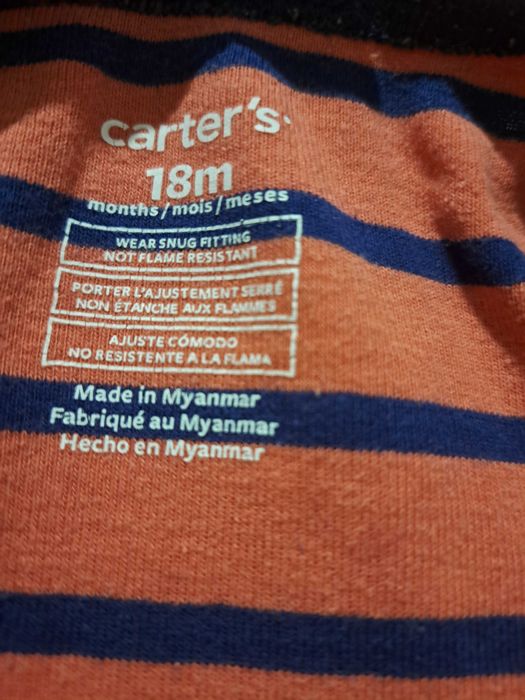 carter's.
18m
months/mois/meses
WEAR SNUG FITTING
NOT FLAME RESISTANT
PORTER L'AJUSTEMENT SERRÉ
NON ÉTANCHE AUX FLAMMES
AJUSTE CÓMODO
NO RESISTENTE A LA FLAMA
Made in Myanmar
Fabriqué au Myanmar
Hecho en Myanmar